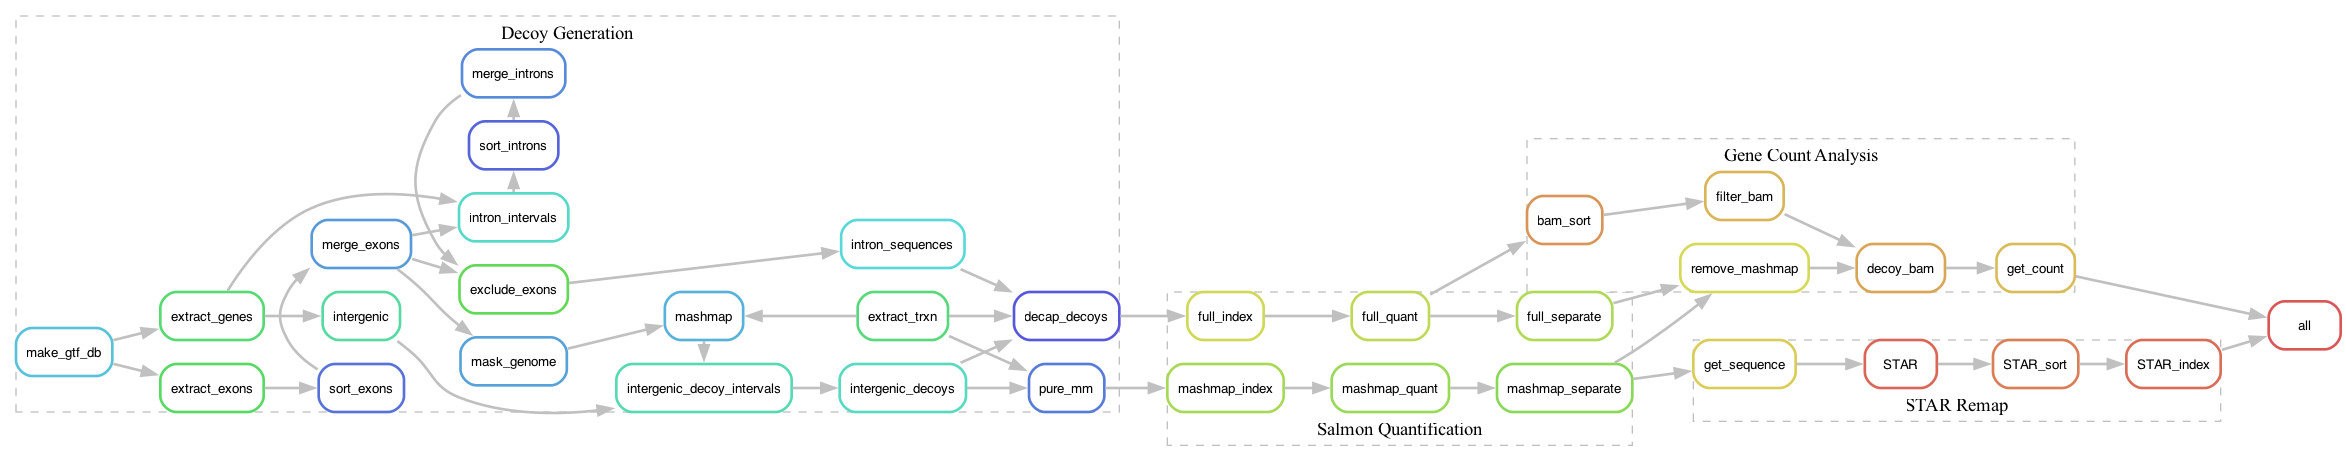 Decoy Generation
merge_introns
sort_introns
intron_intervals
merge_exons
exclude_exons
intron_sequences
extract_genes
intergenic
mashmap
extract_trxn
decap_decoys
make_gtf_db
mask_genome
extract_exons
sort_exons
intergenic_decoy_intervals
intergenic_decoys
pure_mm
Gene Count Analysis
bam_sort
filter_bam
remove_mashmap
decoy_bam
get_count
full_index
full_quant
full_separate
mashmap_index
mashmap_quant
mashmap_separate
Salmon Quantification
get_sequence
STAR
STAR_sort
STAR_index
STAR Remap
all